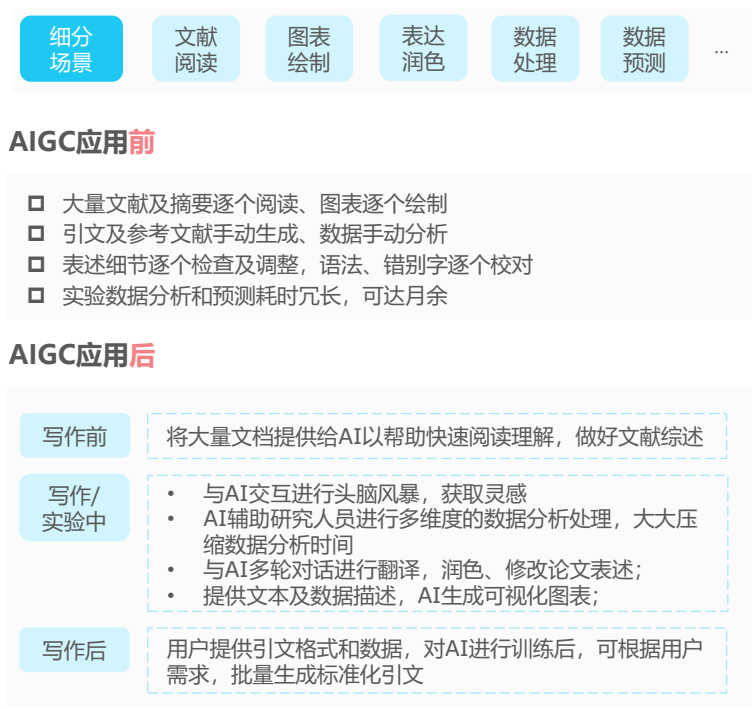 细分
场景
文献
阅读
图表
绘制
表达
润色
数据
处理
数据
预测
...
AIGC应用前
大量文献及摘要逐个阅读、图表逐个绘制
引文及参考文献手动生成、数据手动分析
表述细节逐个检查及调整，语法、错别字逐个校对
实验数据分析和预测耗时冗长，可达月余
AIGC应用后
写作前
将大量文档提供给AI以帮助快速阅读理解，做好文献综述
写作/
实验中
• 与AI交互进行头脑风暴，获取灵感
• AI辅助研究人员进行多维度的数据分析处理，大大压
缩数据分析时间
• 与AI多轮对话进行翻译，润色、修改论文表述；
• 提供文本及数据描述，AI生成可视化图表；
写作后
用户提供引文格式和数据，对AI进行训练后，可根据用户
需求，批量生成标准化引文